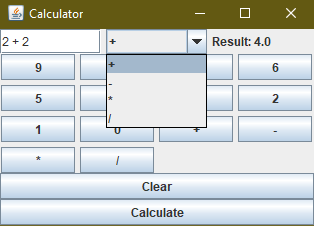 Calculator
2 + 2 + Result: 4.0
9 6
+
-
*
/
5 2
1 0 + -
* /
Clear
Calculate